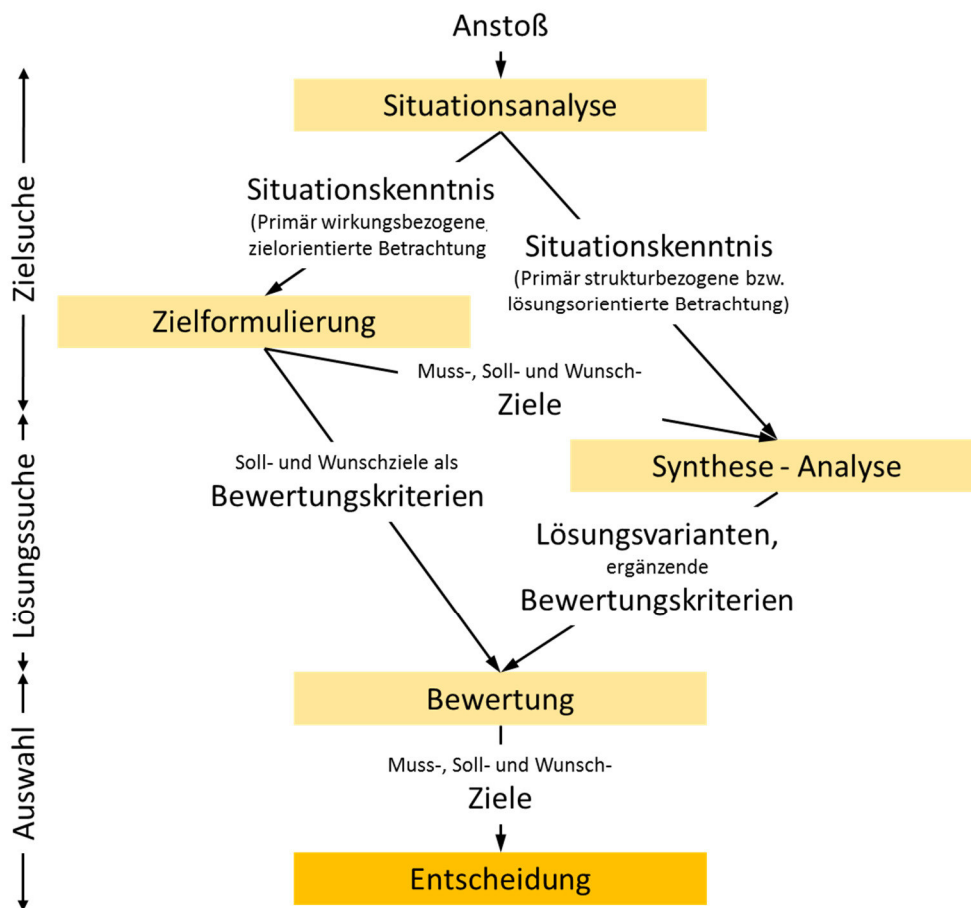 Anstoß
Situationsanalyse
Situationskenntnis
(Primär wirkungsbezogene,
zielorientierte Betrachtung
Situationskenntnis
(Primär strukturbezogene bzw.
lösungsorientierte Betrachtung)
Zielformulierung
Muss-, Soll- und Wunsch-
Ziele
Soll- und Wunschziele als
Bewertungskriterien
Synthese - Analyse
Lösungsvarianten,
ergänzende
Bewertungskriterien
Bewertung
Muss-, Soll- und Wunsch-
Ziele
Entscheidung
Zielsuche
Lösungssuche
Auswahl